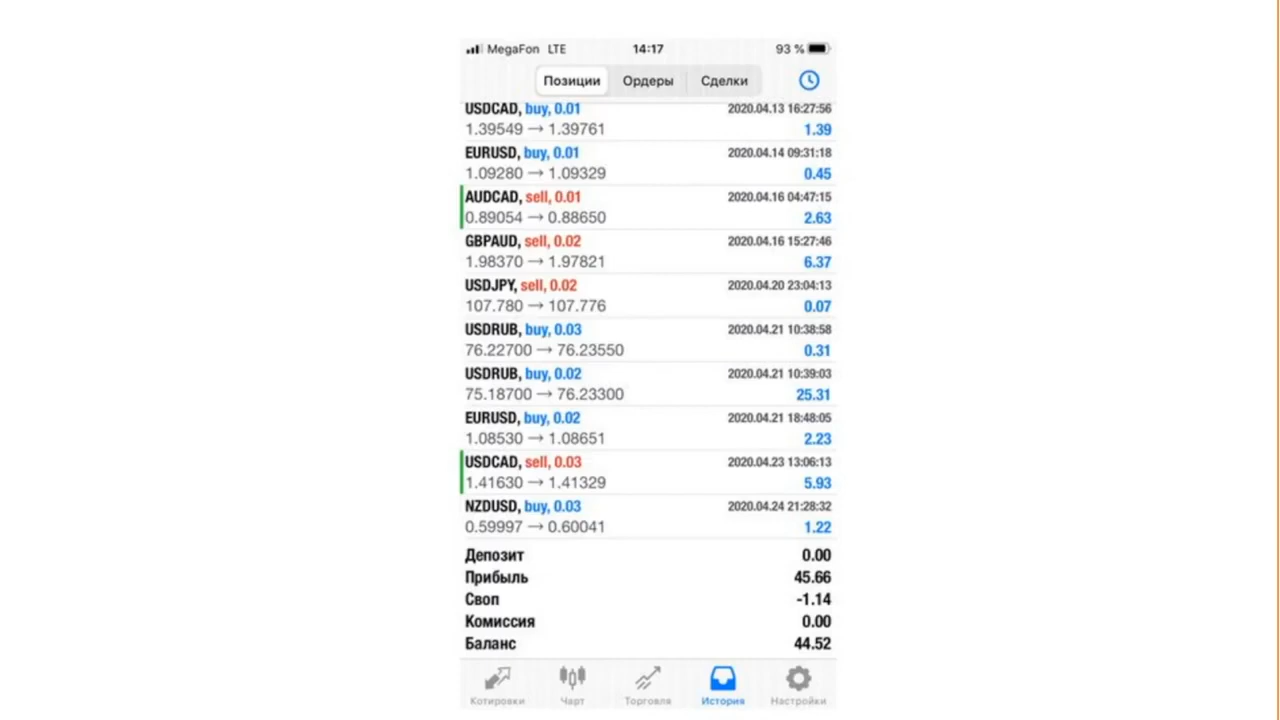 MegaFon LTE 14:17 93 %
Позиции Ордеры Сделки
USDCAD, buy, 0.01 2020.04.13 16:27:56
1.39549 → 1.39761 1.39
EURUSD, buy, 0.01 2020.04.14 09:31:18
1.09280 → 1.09329 0.45
AUDCAD, sell, 0.01 2020.04.16 04:47:15
0.89054 → 0.88650 2.63
GBPAUD, sell, 0.02 2020.04.16 15:27:46
1.98370 → 1.97821 6.37
USDJPY, sell, 0.02 2020.04.20 23:04:13
107.780 → 107.776 0.07
USDRUB, buy, 0.03 2020.04.21 10:38:58
76.22700 → 76.23550 0.31
USDRUB, buy, 0.02 2020.04.21 10:39:03
75.18700 → 76.23300 25.31
EURUSD, buy, 0.02 2020.04.21 18:48:05
1.08530 → 1.08651 2.23
USDCAD, sell, 0.03 2020.04.23 13:06:13
1.41630 → 1.41329 5.93
NZDUSD, buy, 0.03 2020.04.24 21:28:32
0.59997 → 0.60041 1.22
Депозит 0.00
Прибыль 45.66
Своп -1.14
Комиссия 0.00
Баланс 44.52
Котировки Чарт Торговля История Настройки